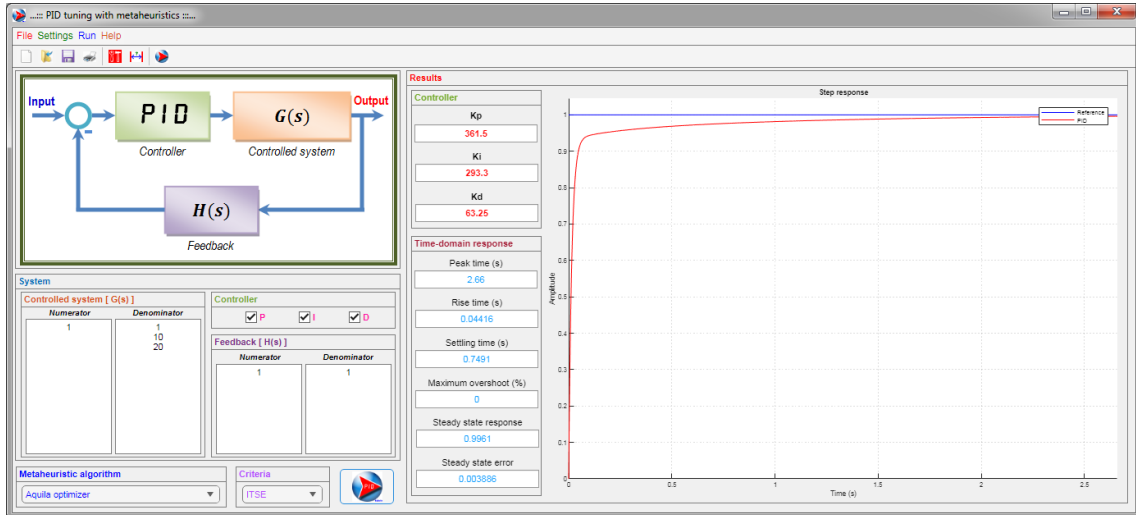 ...::: PID tuning with metaheuristics :::...
File Settings Run Help
Input
PID
G(s)
Output
Controller
Controlled system
H(s)
Feedback
System
Controlled system [ G(s) ]
Numerator Denominator
1
1
10
20
Controller
P I D
Feedback [ H(s) ]
Numerator Denominator
1 1
Metaheuristic algorithm
Aquila optimizer
Criteria
ITSE
PID
Results
Controller
Kp
361.5
Ki
293.3
Kd
63.25
Time-domain response
Peak time (s)
2.66
Rise time (s)
0.04416
Settling time (s)
0.7491
Maximum overshoot (%)
0
Steady state response
0.9961
Steady state error
0.003886
Step response
Reference
PID
Amplitude
1
0.9
0.8
0.7
0.6
0.5
0.4
0.3
0.2
0.1
0
0 0.5 1 1.5 2 2.5
Time (s)